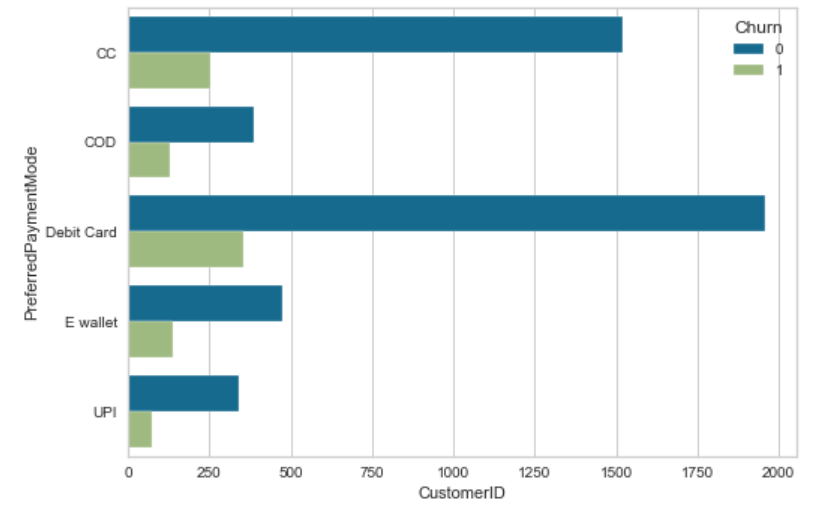 Churn
0
1
PreferredPaymentMode
CC
COD
Debit Card
E wallet
UPI
0 250 500 750 1000 1250 1500 1750 2000
CustomerID